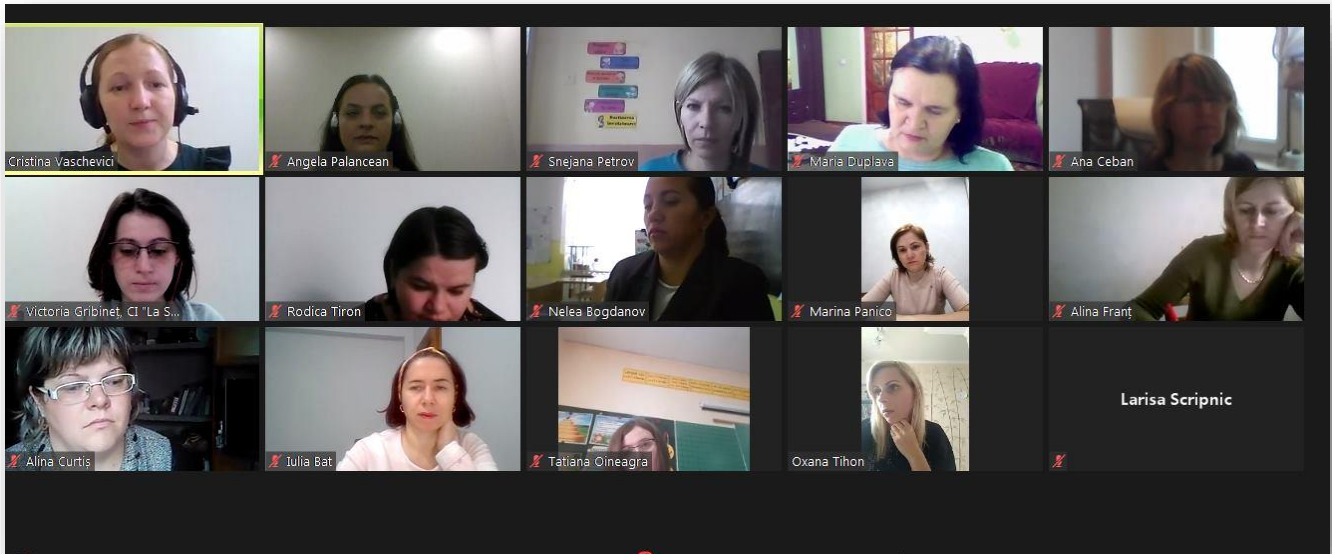 Cristina Vaschevici
Angela Palancean
Snejana Petrov
Maria Duplava
Ana Ceban
Victoria Gribineț, CI "La S...
Rodica Tiron
Nelea Bogdanov
Marina Panico
Alina Franț
Alina Curtiș
Iulia Bat
Tatiana Oineagra
Oxana Tihon
Larisa Scripnic